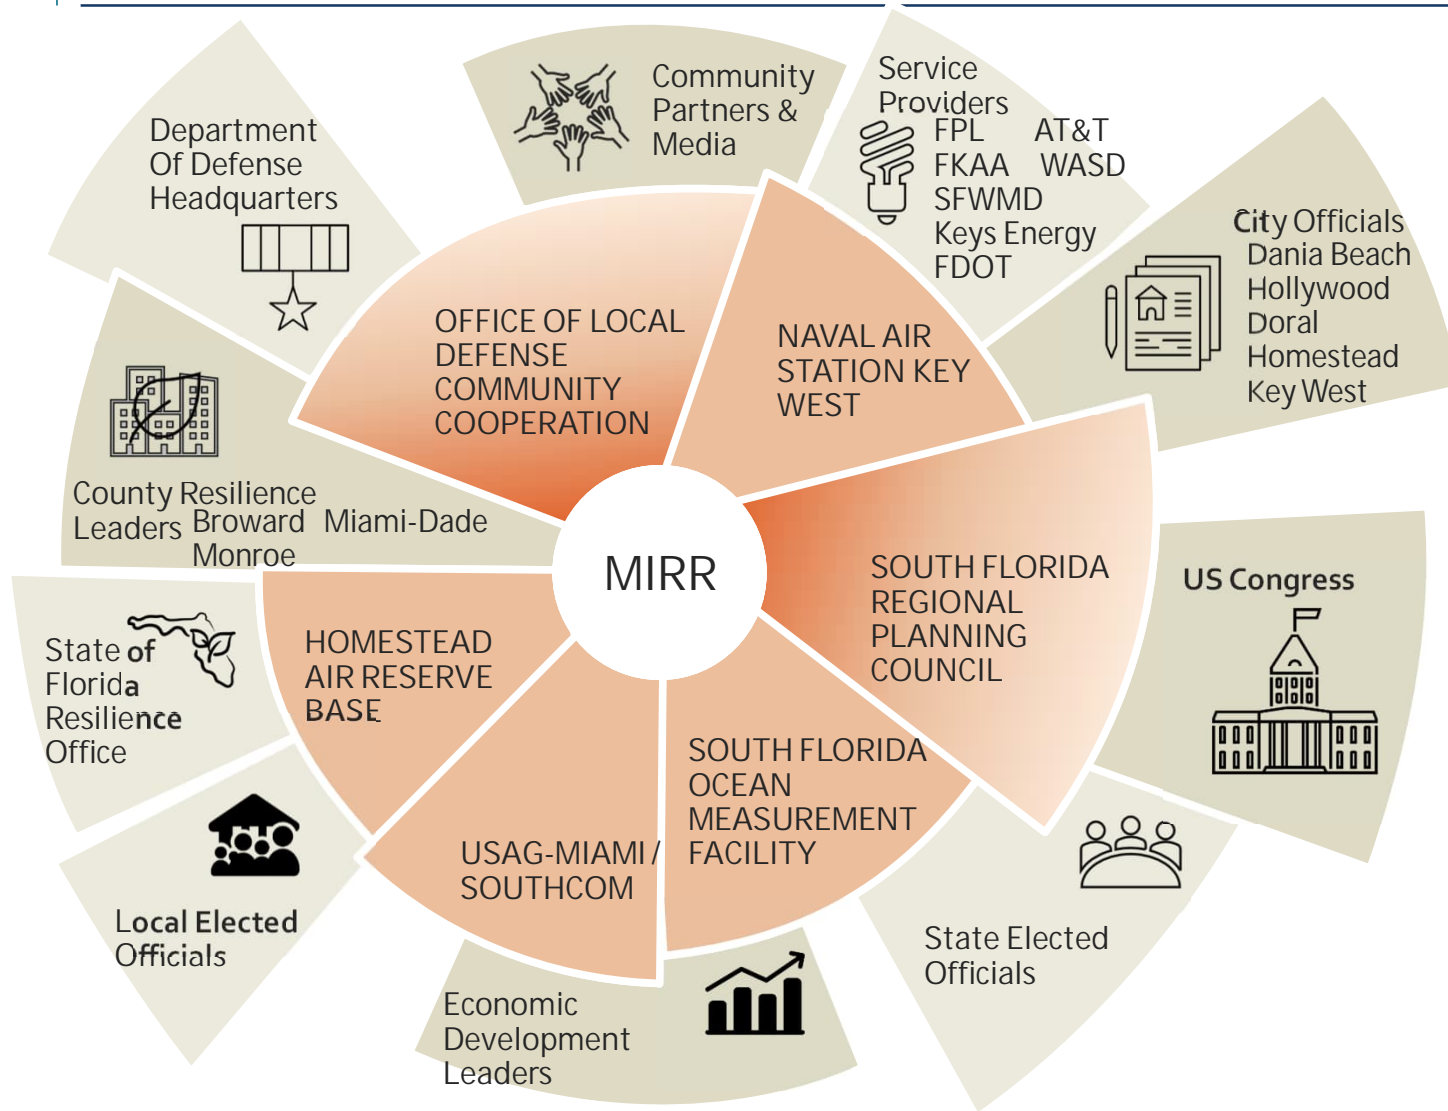 Community
Partners &
Media
Service
Providers
FPL AT&T
FKAA WASD
SFWMD
Keys Energy
FDOT
City Officials
Dania Beach
Hollywood
Doral
Homestead
Key West
Department
Of Defense
Headquarters
OFFICE OF LOCAL
DEFENSE
COMMUNITY
COOPERATION
NAVAL AIR
STATION KEY
WEST
County Resilience
Leaders Broward Miami-Dade
Monroe
MIRR
SOUTH FLORIDA
REGIONAL
PLANNING
COUNCIL
US Congress
State of
Florida
Resilience
Office
HOMESTEAD
AIR RESERVE
BASE
SOUTH FLORIDA
OCEAN
MEASUREMENT
FACILITY
USAG-MIAMI /
SOUTHCOM
Local Elected
Officials
State Elected
Officials
Economic
Development
Leaders